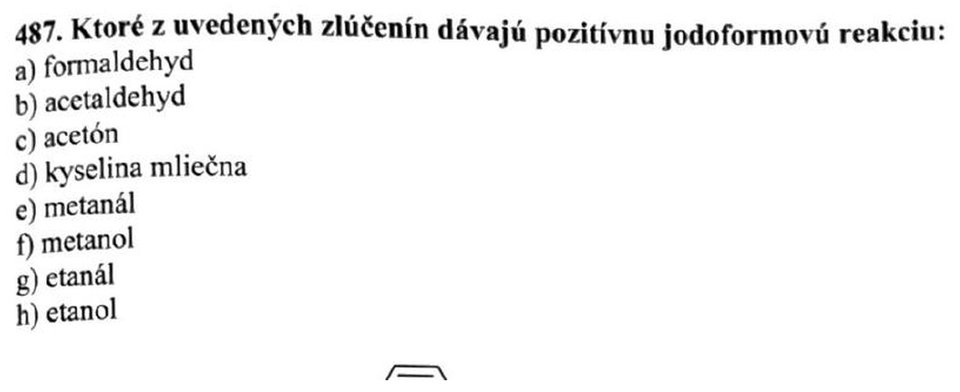 487. Ktoré z uvedených zlúčenín dávajú pozitívnu jodoformovú reakciu:
a) formaldehyd
b) acetaldehyd
c) acetón
d) kyselina mliečna
e) metanál
f) metanol
g) etanál
h) etanol